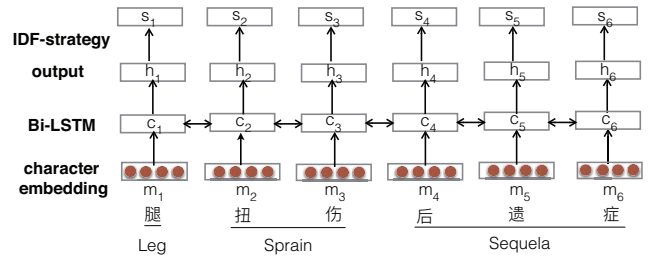 s1 s2 s3 s4 s5 s6
IDF-strategy
output h1 h2 h3 h4 h5 h6
Bi-LSTM c1 c2 c3 c4 c5 c6
character
embedding
m1 m2 m3 m4 m5 m6
腿 扭 伤 后 遗 症
Leg Sprain Sequela